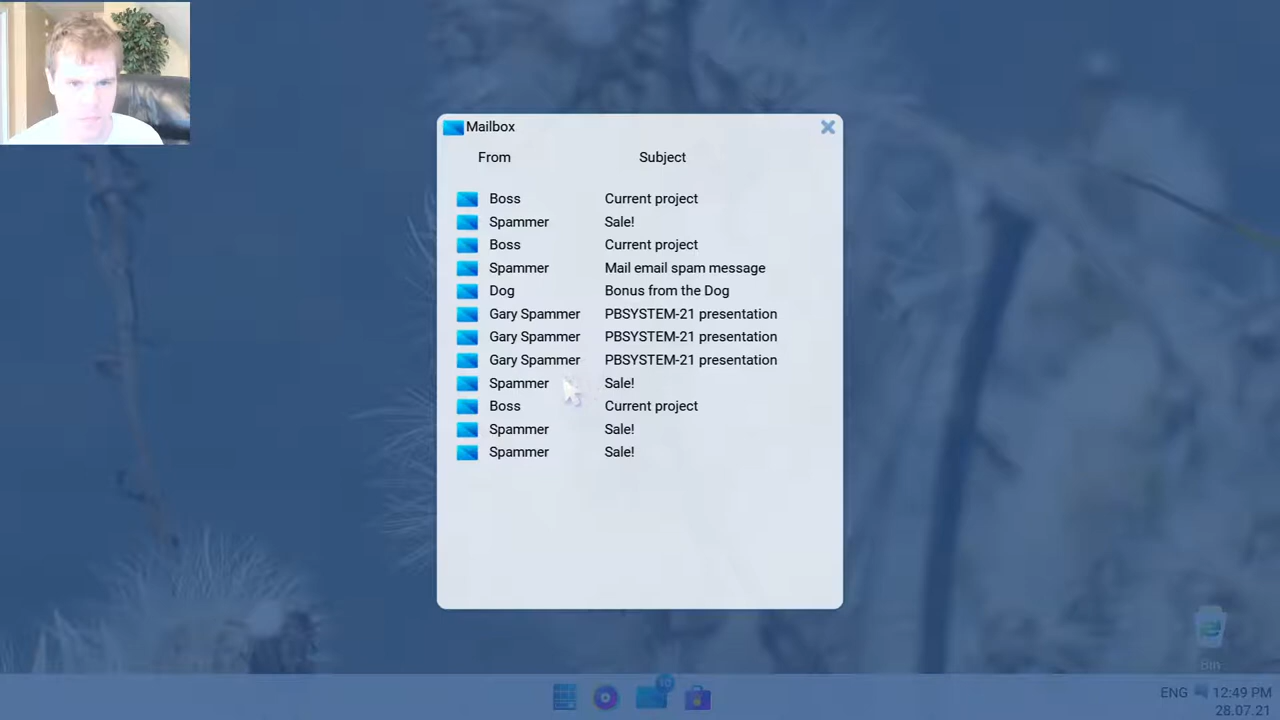 Mailbox
From Subject
Boss Current project
Spammer Sale!
Boss Current project
Spammer Mail email spam message
Dog Bonus from the Dog
Gary Spammer PBSYSTEM-21 presentation
Gary Spammer PBSYSTEM-21 presentation
Gary Spammer PBSYSTEM-21 presentation
Spammer Sale!
Boss Current project
Spammer Sale!
Spammer Sale!
Bin
ENG 12:49 PM
28.07.21